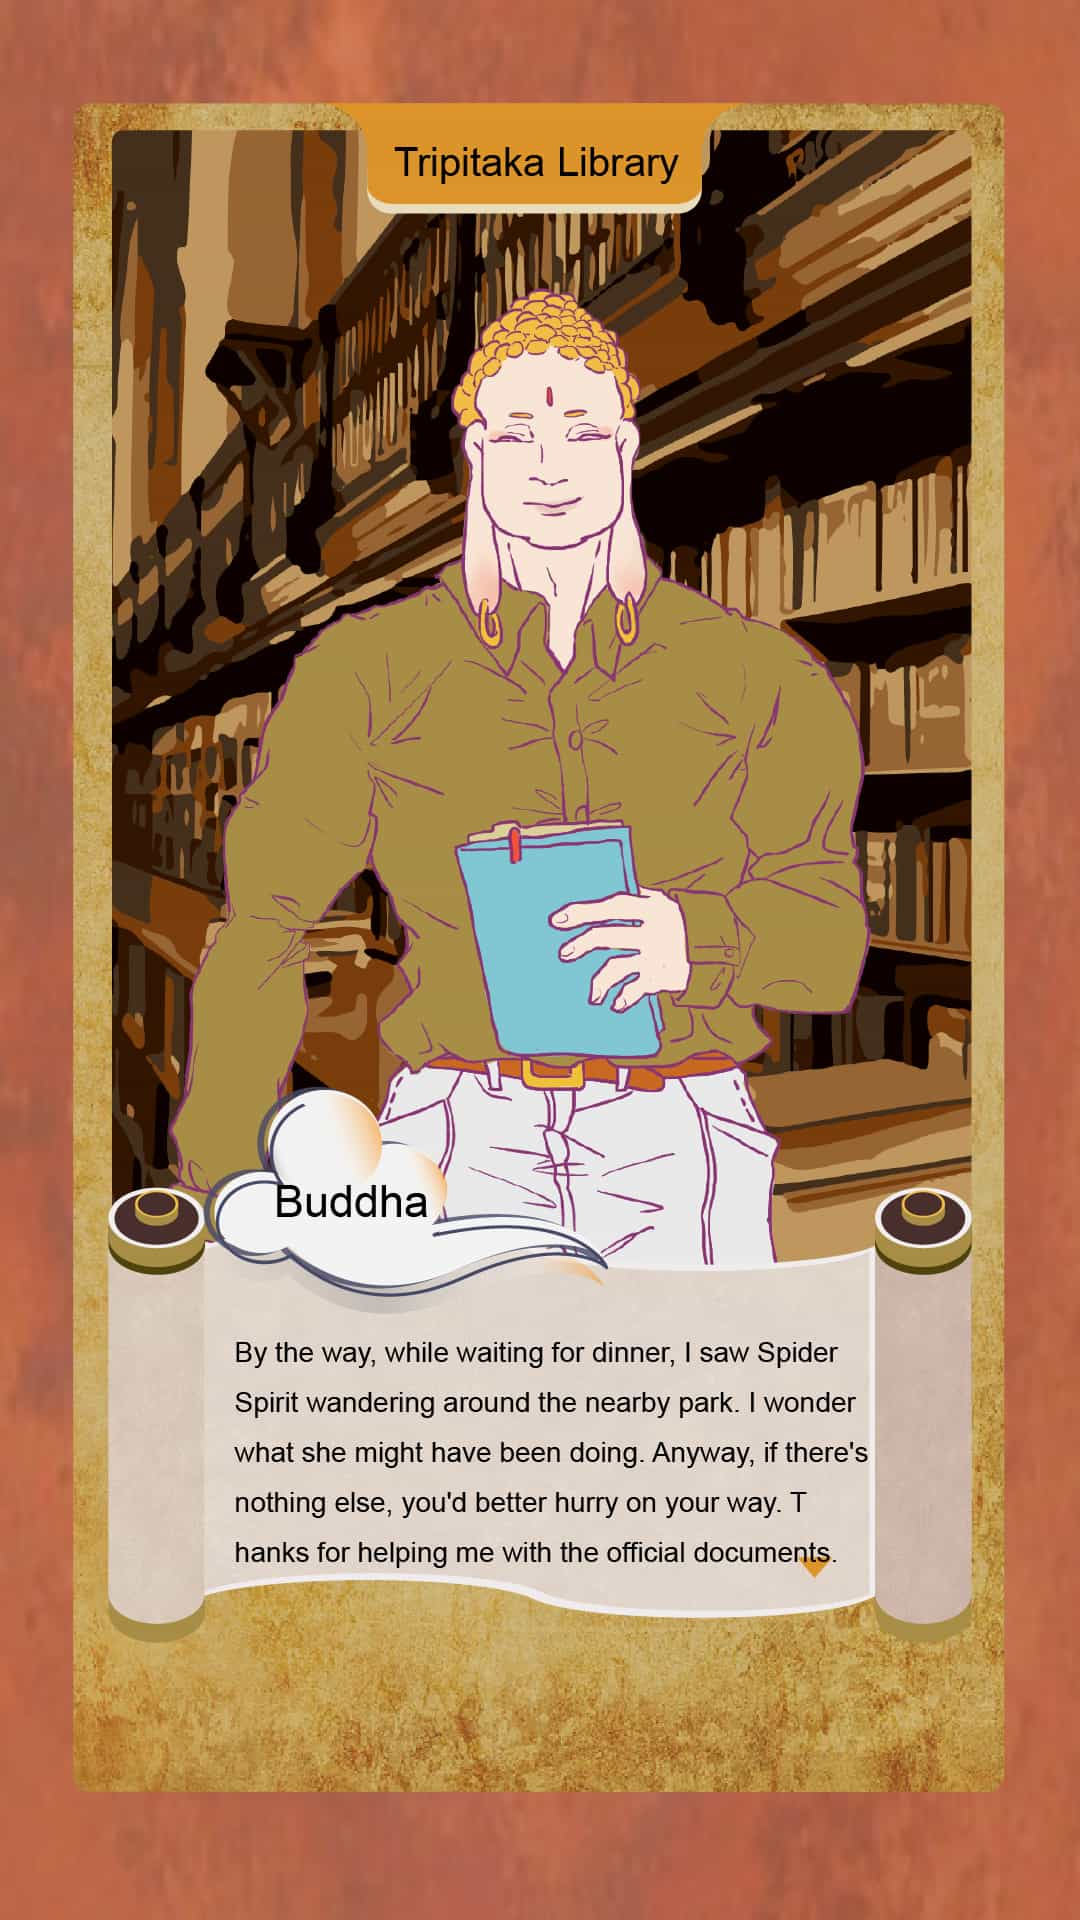 Tripitaka Library
Buddha
By the way, while waiting for dinner, I saw Spider
Spirit wandering around the nearby park. I wonder
what she might have been doing. Anyway, if there's
nothing else, you'd better hurry on your way. T
hanks for helping me with the official documents.